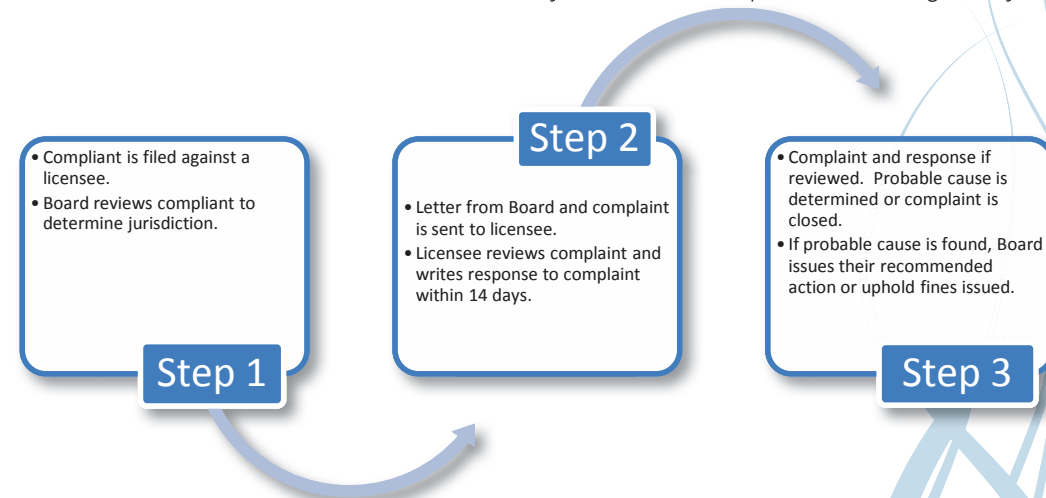 • Compliant is filed against a
licensee.
• Board reviews compliant to
determine jurisdiction.
Step 1
Step 2
• Letter from Board and complaint
is sent to licensee.
• Licensee reviews complaint and
writes response to complaint
within 14 days.
• Complaint and response if
reviewed. Probable cause is
determined or complaint is
closed.
• If probable cause is found, Board
issues their recommended
action or uphold fines issued.
Step 3